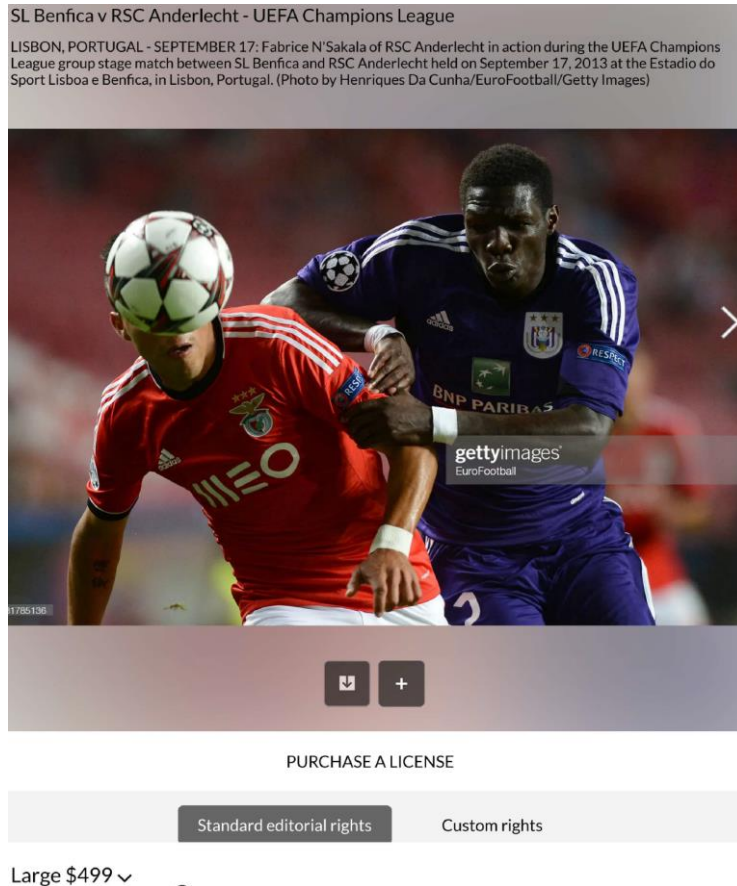 SL Benfica v RSC Anderlecht - UEFA Champions League
LISBON, PORTUGAL - SEPTEMBER 17: Fabrice N'Sakala of RSC Anderlecht in action during the UEFA Champions
League group stage match between SL Benfica and RSC Anderlecht held on September 17, 2013 at the Estadio do
Sport Lisboa e Benfica, in Lisbon, Portugal. (Photo by Henriques Da Cunha/EuroFootball/Getty Images)
adidas
RESPECT
BNP PARIBAS
RES
adidas
MEO
gettyimages
EuroFootball
2
1785136
PURCHASE A LICENSE
Standard editorial rights
Custom rights
Large $499